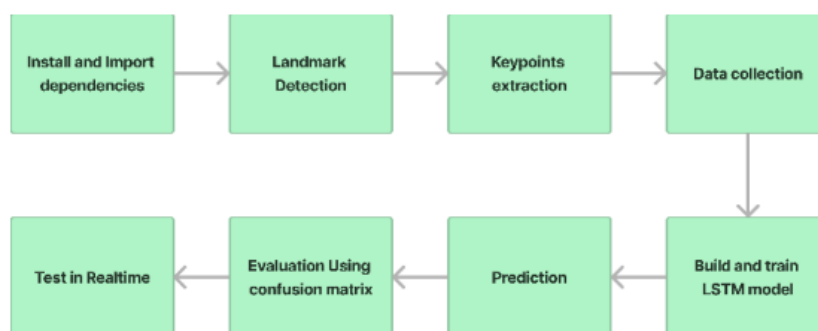 Install and Import
dependencies
Landmark
Detection
Keypoints
extraction
Data collection
Build and train
LSTM model
Prediction
Evaluation Using
confusion matrix
Test in Realtime